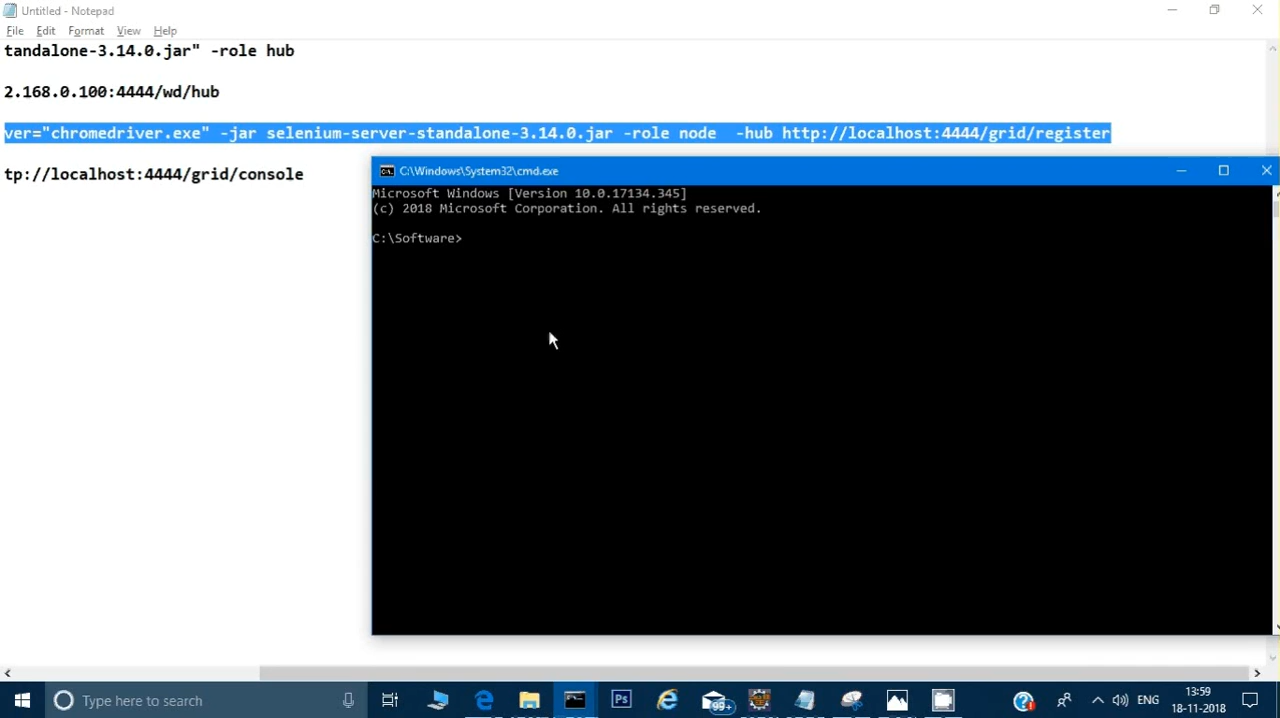 Untitled - Notepad
File Edit Format View Help
tandalone-3.14.0.jar" -role hub
2.168.0.100:4444/wd/hub
ver="chromedriver.exe" -jar selenium-server-standalone-3.14.0.jar -role node  -hub http://localhost:4444/grid/register
tp://localhost:4444/grid/console
C:\Windows\System32\cmd.exe
Microsoft Windows [Version 10.0.17134.345]
(c) 2018 Microsoft Corporation. All rights reserved.
C:\Software>
Type here to search
Ps
99+
ENG
13:59
18-11-2018